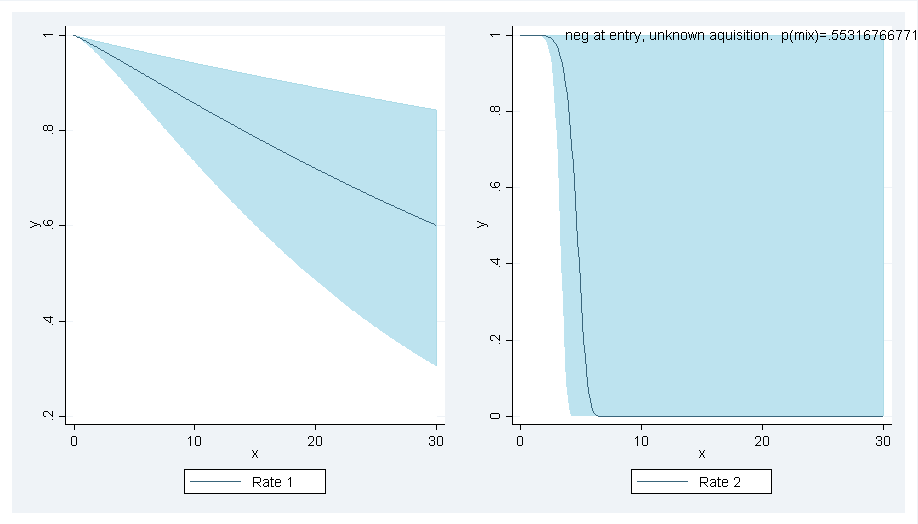 1
.8
.6
.4
.2
y
0
10
20
30
x
Rate 1
neg at entry, unknown aquisition. p(mix)=.55316766771
1
.8
.6
.4
.2
0
y
0
10
20
30
x
Rate 2